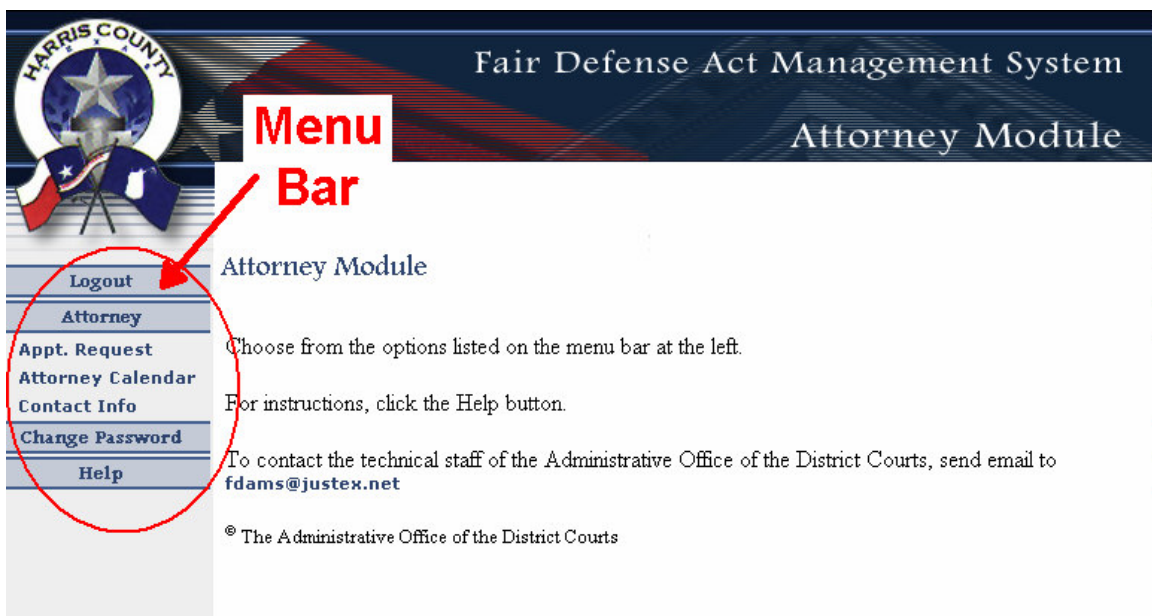 HARRIS COUNTY
TEXAS
Fair Defense Act Management System
Attorney Module
Menu
Bar
Logout
Attorney
Appt. Request
Attorney Calendar
Contact Info
Change Password
Help
Attorney Module
Choose from the options listed on the menu bar at the left.
For instructions, click the Help button.
To contact the technical staff of the Administrative Office of the District Courts, send email to
fdams@justex.net
© The Administrative Office of the District Courts